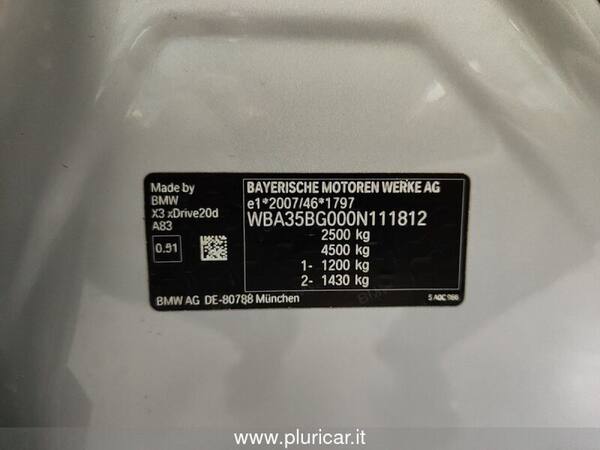 Made by
BMW
X3 xDrive20d
A83
0.91
BMW AG DE-80788 München
BAYERISCHE MOTOREN WERKE AG
e1*2007/46*1797
WBA35BG000N111812
2500 kg
4500 kg
1- 1200 kg
2- 1430 kg
www.pluricar.it